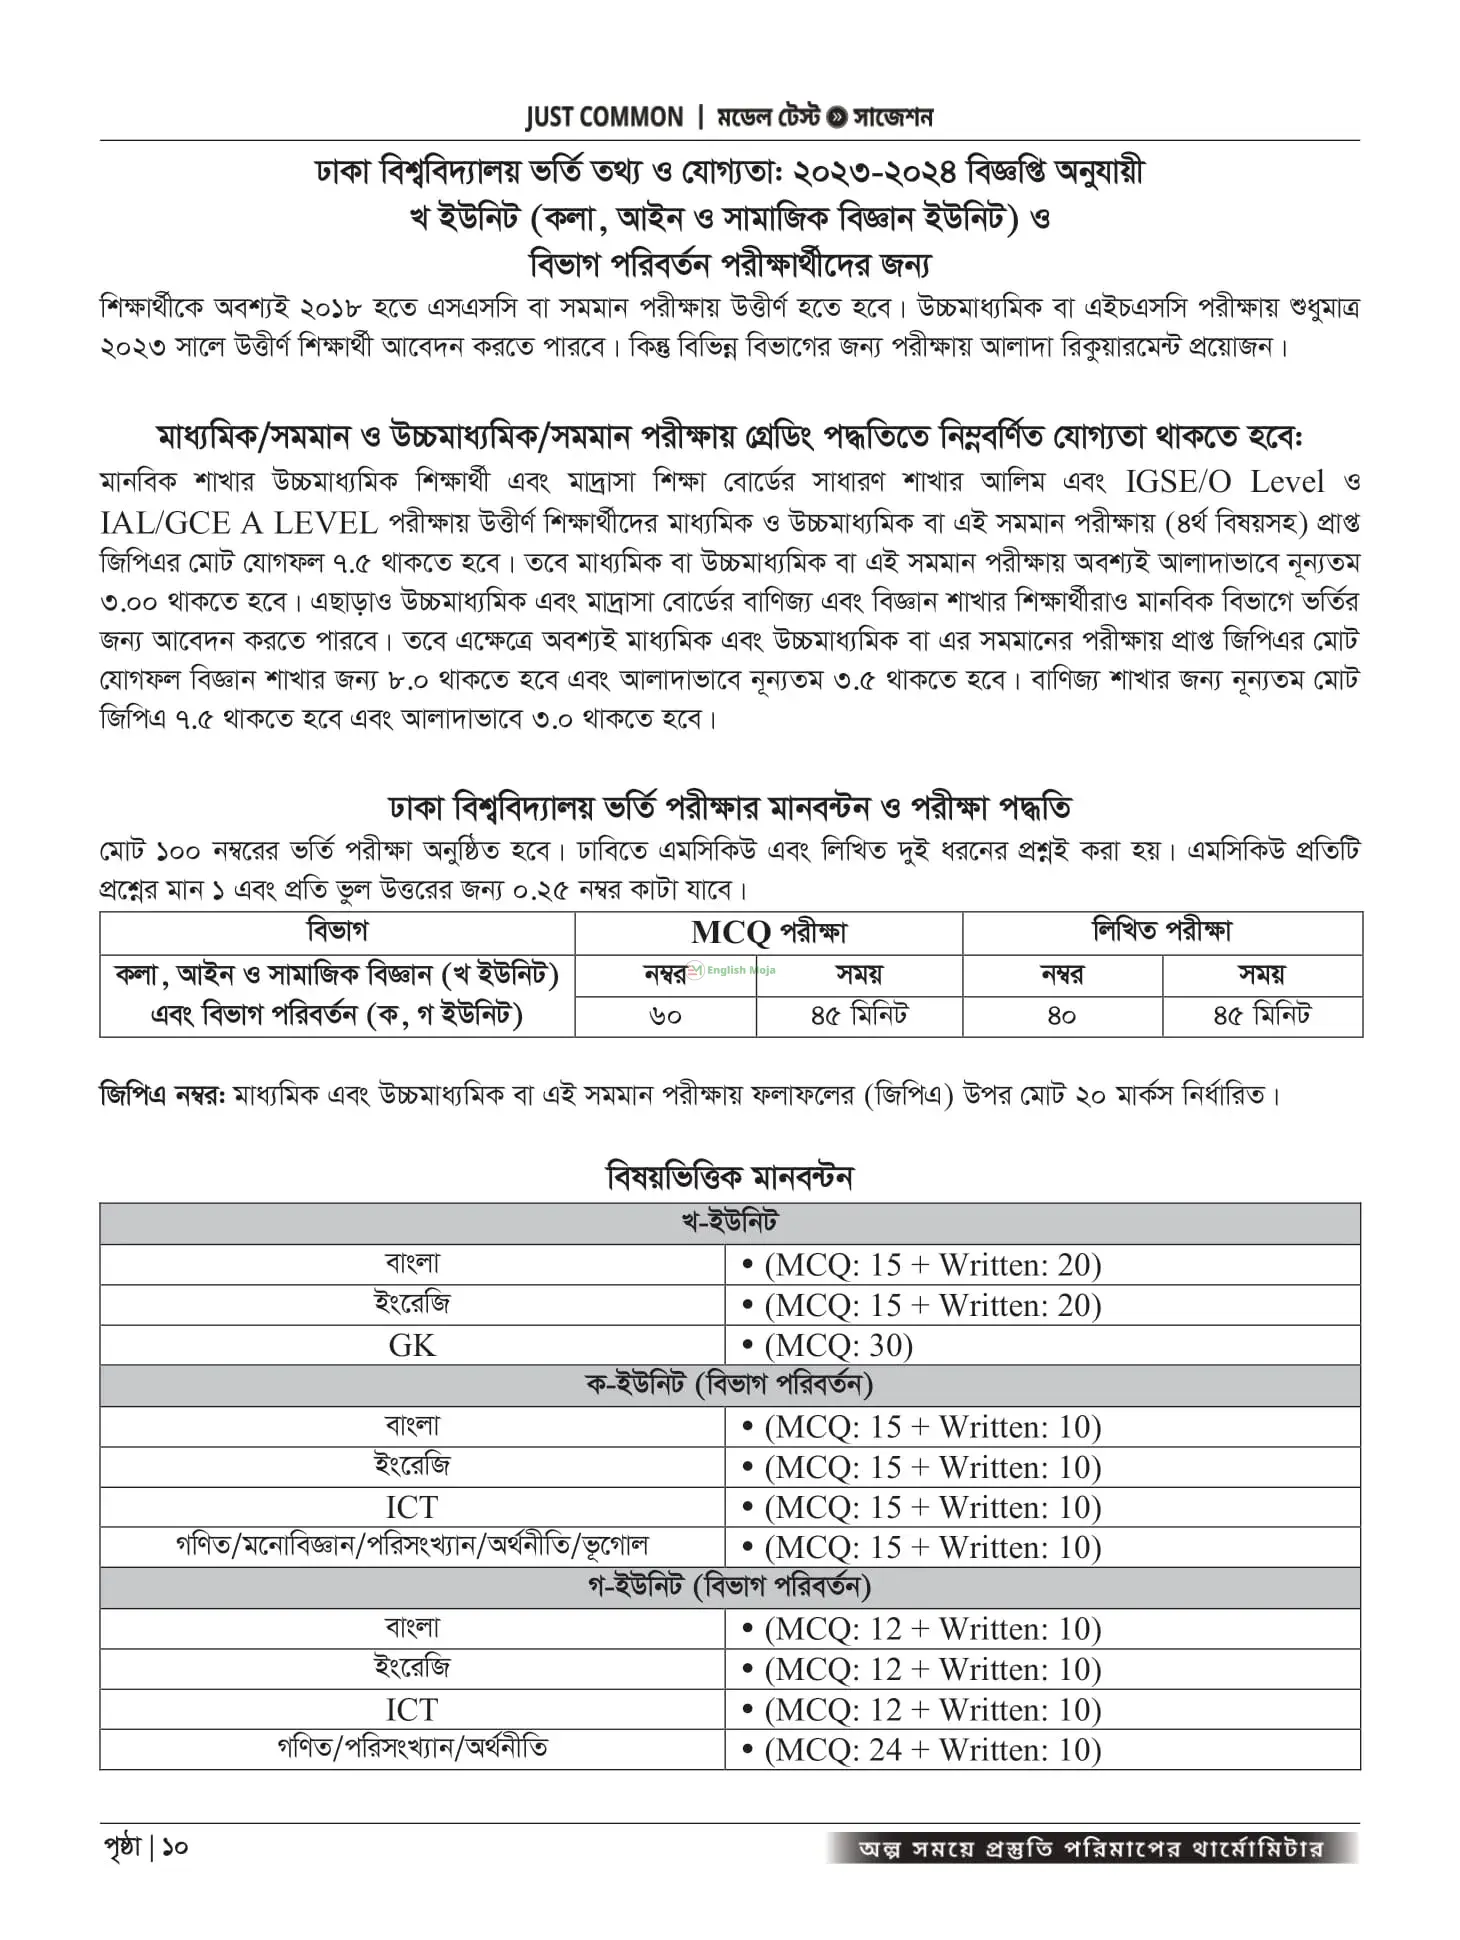 JUST COMMON | মডেল টেস্ট » সাজেশন
ঢাকা বিশ্ববিদ্যালয় ভর্তি তথ্য ও যোগ্যতা: ২০২৩-২০২৪ বিজ্ঞপ্তি অনুযায়ী
খ ইউনিট (কলা, আইন ও সামাজিক বিজ্ঞান ইউনিট) ও
বিভাগ পরিবর্তন পরীক্ষার্থীদের জন্য
শিক্ষার্থীকে অবশ্যই ২০১৮ হতে এসএসসি বা সমমান পরীক্ষায় উত্তীর্ণ হতে হবে। উচ্চমাধ্যমিক বা এইচএসসি পরীক্ষায় শুধুমাত্র
২০২৩ সালে উত্তীর্ণ শিক্ষার্থী আবেদন করতে পারবে। কিন্তু বিভিন্ন বিভাগের জন্য পরীক্ষায় আলাদা রিকুয়ারমেন্ট প্রয়োজন।
মাধ্যমিক/সমমান ও উচ্চমাধ্যমিক/সমমান পরীক্ষায় গ্রেডিং পদ্ধতিতে নিম্নবর্ণিত যোগ্যতা থাকতে হবে:
মানবিক শাখার উচ্চমাধ্যমিক শিক্ষার্থী এবং মাদ্রাসা শিক্ষা বোর্ডের সাধারণ শাখার আলিম এবং IGSE/O Level ও
IAL/GCE A LEVEL পরীক্ষায় উত্তীর্ণ শিক্ষার্থীদের মাধ্যমিক ও উচ্চমাধ্যমিক বা এই সমমান পরীক্ষায় (৪র্থ বিষয়সহ) প্রাপ্ত
জিপিএর মোট যোগফল ৭.৫ থাকতে হবে। তবে মাধ্যমিক বা উচ্চমাধ্যমিক বা এই সমমান পরীক্ষায় অবশ্যই আলাদাভাবে নূন্যতম
৩.০০ থাকতে হবে। এছাড়াও উচ্চমাধ্যমিক এবং মাদ্রাসা বোর্ডের বাণিজ্য এবং বিজ্ঞান শাখার শিক্ষার্থীরাও মানবিক বিভাগে ভর্তির
জন্য আবেদন করতে পারবে। তবে এক্ষেত্রে অবশ্যই মাধ্যমিক এবং উচ্চমাধ্যমিক বা এর সমমানের পরীক্ষায় প্রাপ্ত জিপিএর মোট
যোগফল বিজ্ঞান শাখার জন্য ৮.০ থাকতে হবে এবং আলাদাভাবে নূন্যতম ৩.৫ থাকতে হবে। বাণিজ্য শাখার জন্য নূন্যতম মোট
জিপিএ ৭.৫ থাকতে হবে এবং আলাদাভাবে ৩.০ থাকতে হবে।
ঢাকা বিশ্ববিদ্যালয় ভর্তি পরীক্ষার মানবন্টন ও পরীক্ষা পদ্ধতি
মোট ১০০ নম্বরের ভর্তি পরীক্ষা অনুষ্ঠিত হবে। ঢাবিতে এমসিকিউ এবং লিখিত দুই ধরনের প্রশ্নই করা হয়। এমসিকিউ প্রতিটি
প্রশ্নের মান ১ এবং প্রতি ভুল উত্তরের জন্য ০.২৫ নম্বর কাটা যাবে।
বিভাগ MCQ পরীক্ষা লিখিত পরীক্ষা
কলা, আইন ও সামাজিক বিজ্ঞান (খ ইউনিট) নম্বর সময় নম্বর সময়
English Moja
এবং বিভাগ পরিবর্তন (ক, গ ইউনিট) ৬০ ৪৫ মিনিট ৪০ ৪৫ মিনিট
জিপিএ নম্বর: মাধ্যমিক এবং উচ্চমাধ্যমিক বা এই সমমান পরীক্ষায় ফলাফলের (জিপিএ) উপর মোট ২০ মার্কস নির্ধারিত।
বিষয়ভিত্তিক মানবন্টন
খ-ইউনিট
বাংলা • (MCQ: 15 + Written: 20)
ইংরেজি • (MCQ: 15 + Written: 20)
GK • (MCQ: 30)
ক-ইউনিট (বিভাগ পরিবর্তন)
বাংলা • (MCQ: 15 + Written: 10)
ইংরেজি • (MCQ: 15 + Written: 10)
ICT • (MCQ: 15 + Written: 10)
গণিত/মনোবিজ্ঞান/পরিসংখ্যান/অর্থনীতি/ভূগোল • (MCQ: 15 + Written: 10)
গ-ইউনিট (বিভাগ পরিবর্তন)
বাংলা • (MCQ: 12 + Written: 10)
ইংরেজি • (MCQ: 12 + Written: 10)
ICT • (MCQ: 12 + Written: 10)
গণিত/পরিসংখ্যান/অর্থনীতি • (MCQ: 24 + Written: 10)
পৃষ্ঠা | ১০
অল্প সময়ে প্রস্তুতি পরিমাপের থার্মোমিটার